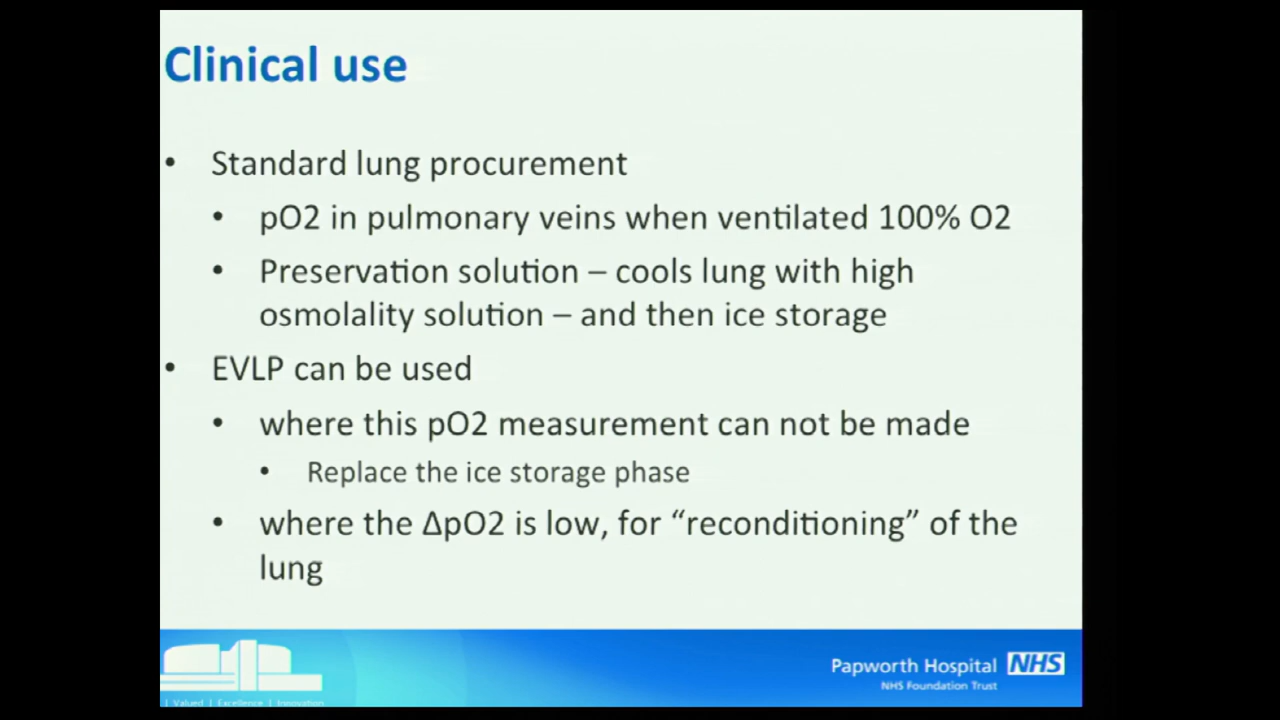 Clinical use
• Standard lung procurement
• pO2 in pulmonary veins when ventilated 100% O2
• Preservation solution – cools lung with high
osmolality solution – and then ice storage
• EVLP can be used
• where this pO2 measurement can not be made
• Replace the ice storage phase
• where the ΔpO2 is low, for “reconditioning” of the
lung
Papworth Hospital NHS
NHS Foundation Trust
| Valued | Excellence | Innovation